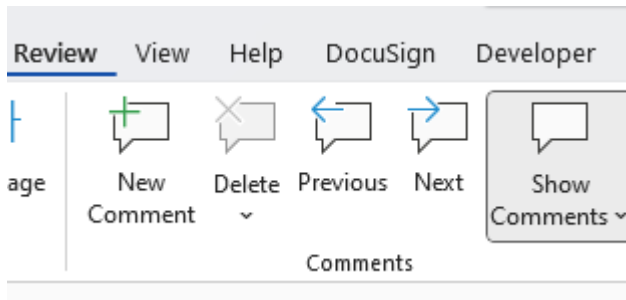 Review View Help DocuSign Developer
age New Delete Previous Next Show
Comment Comments
Comments